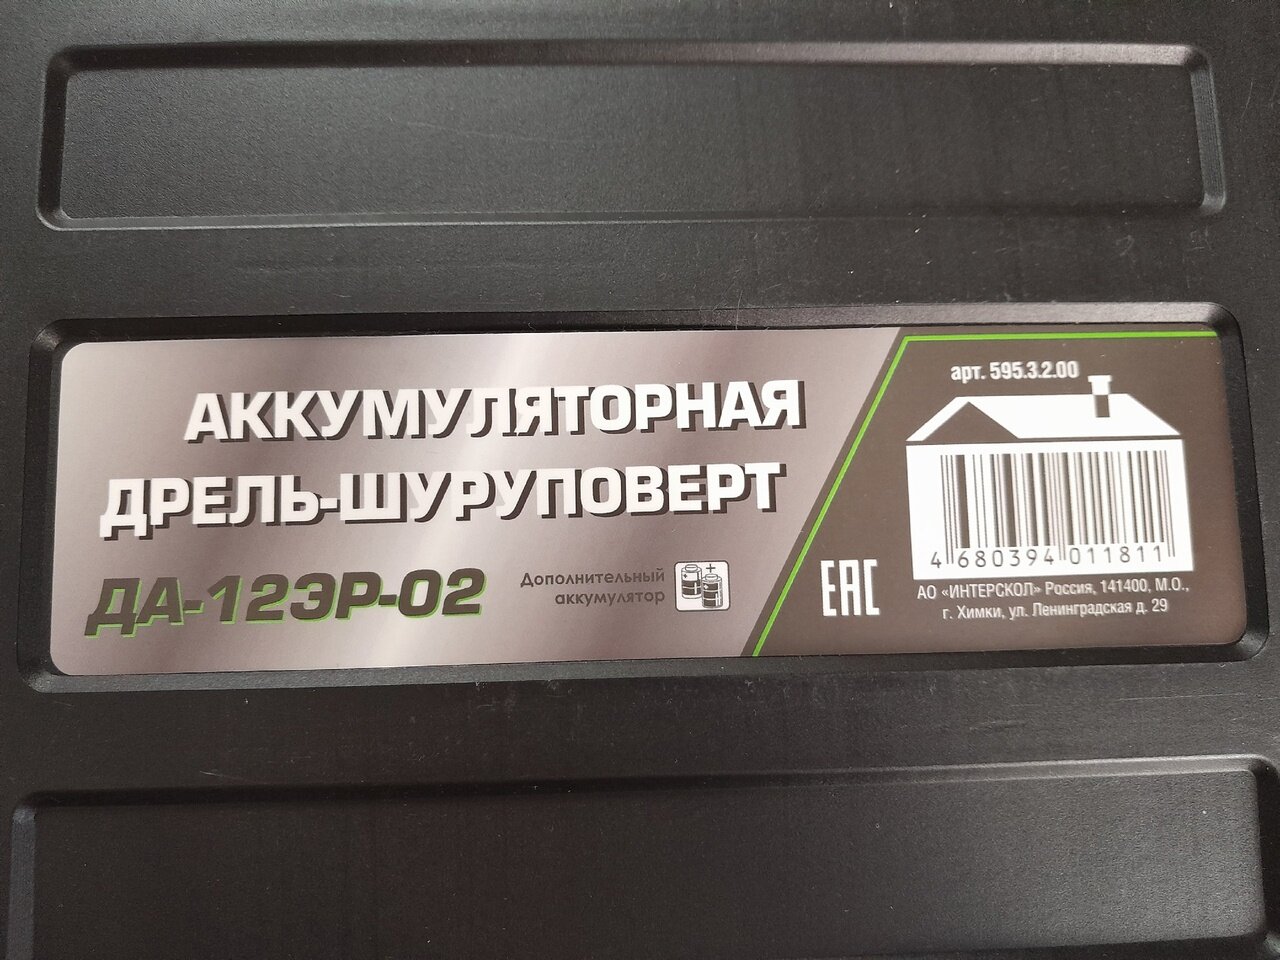 АККУМУЛЯТОРНАЯ
ДРЕЛЬ-ШУРУПОВЕРТ
ДА-12ЭР-02
Дополнительный
аккумулятор
арт. 595.3.2.00
4 680394 011811
ЕАС
АО «ИНТЕРСКОЛ» Россия, 141400, М.О.,
г. Химки, ул. Ленинградская д. 29